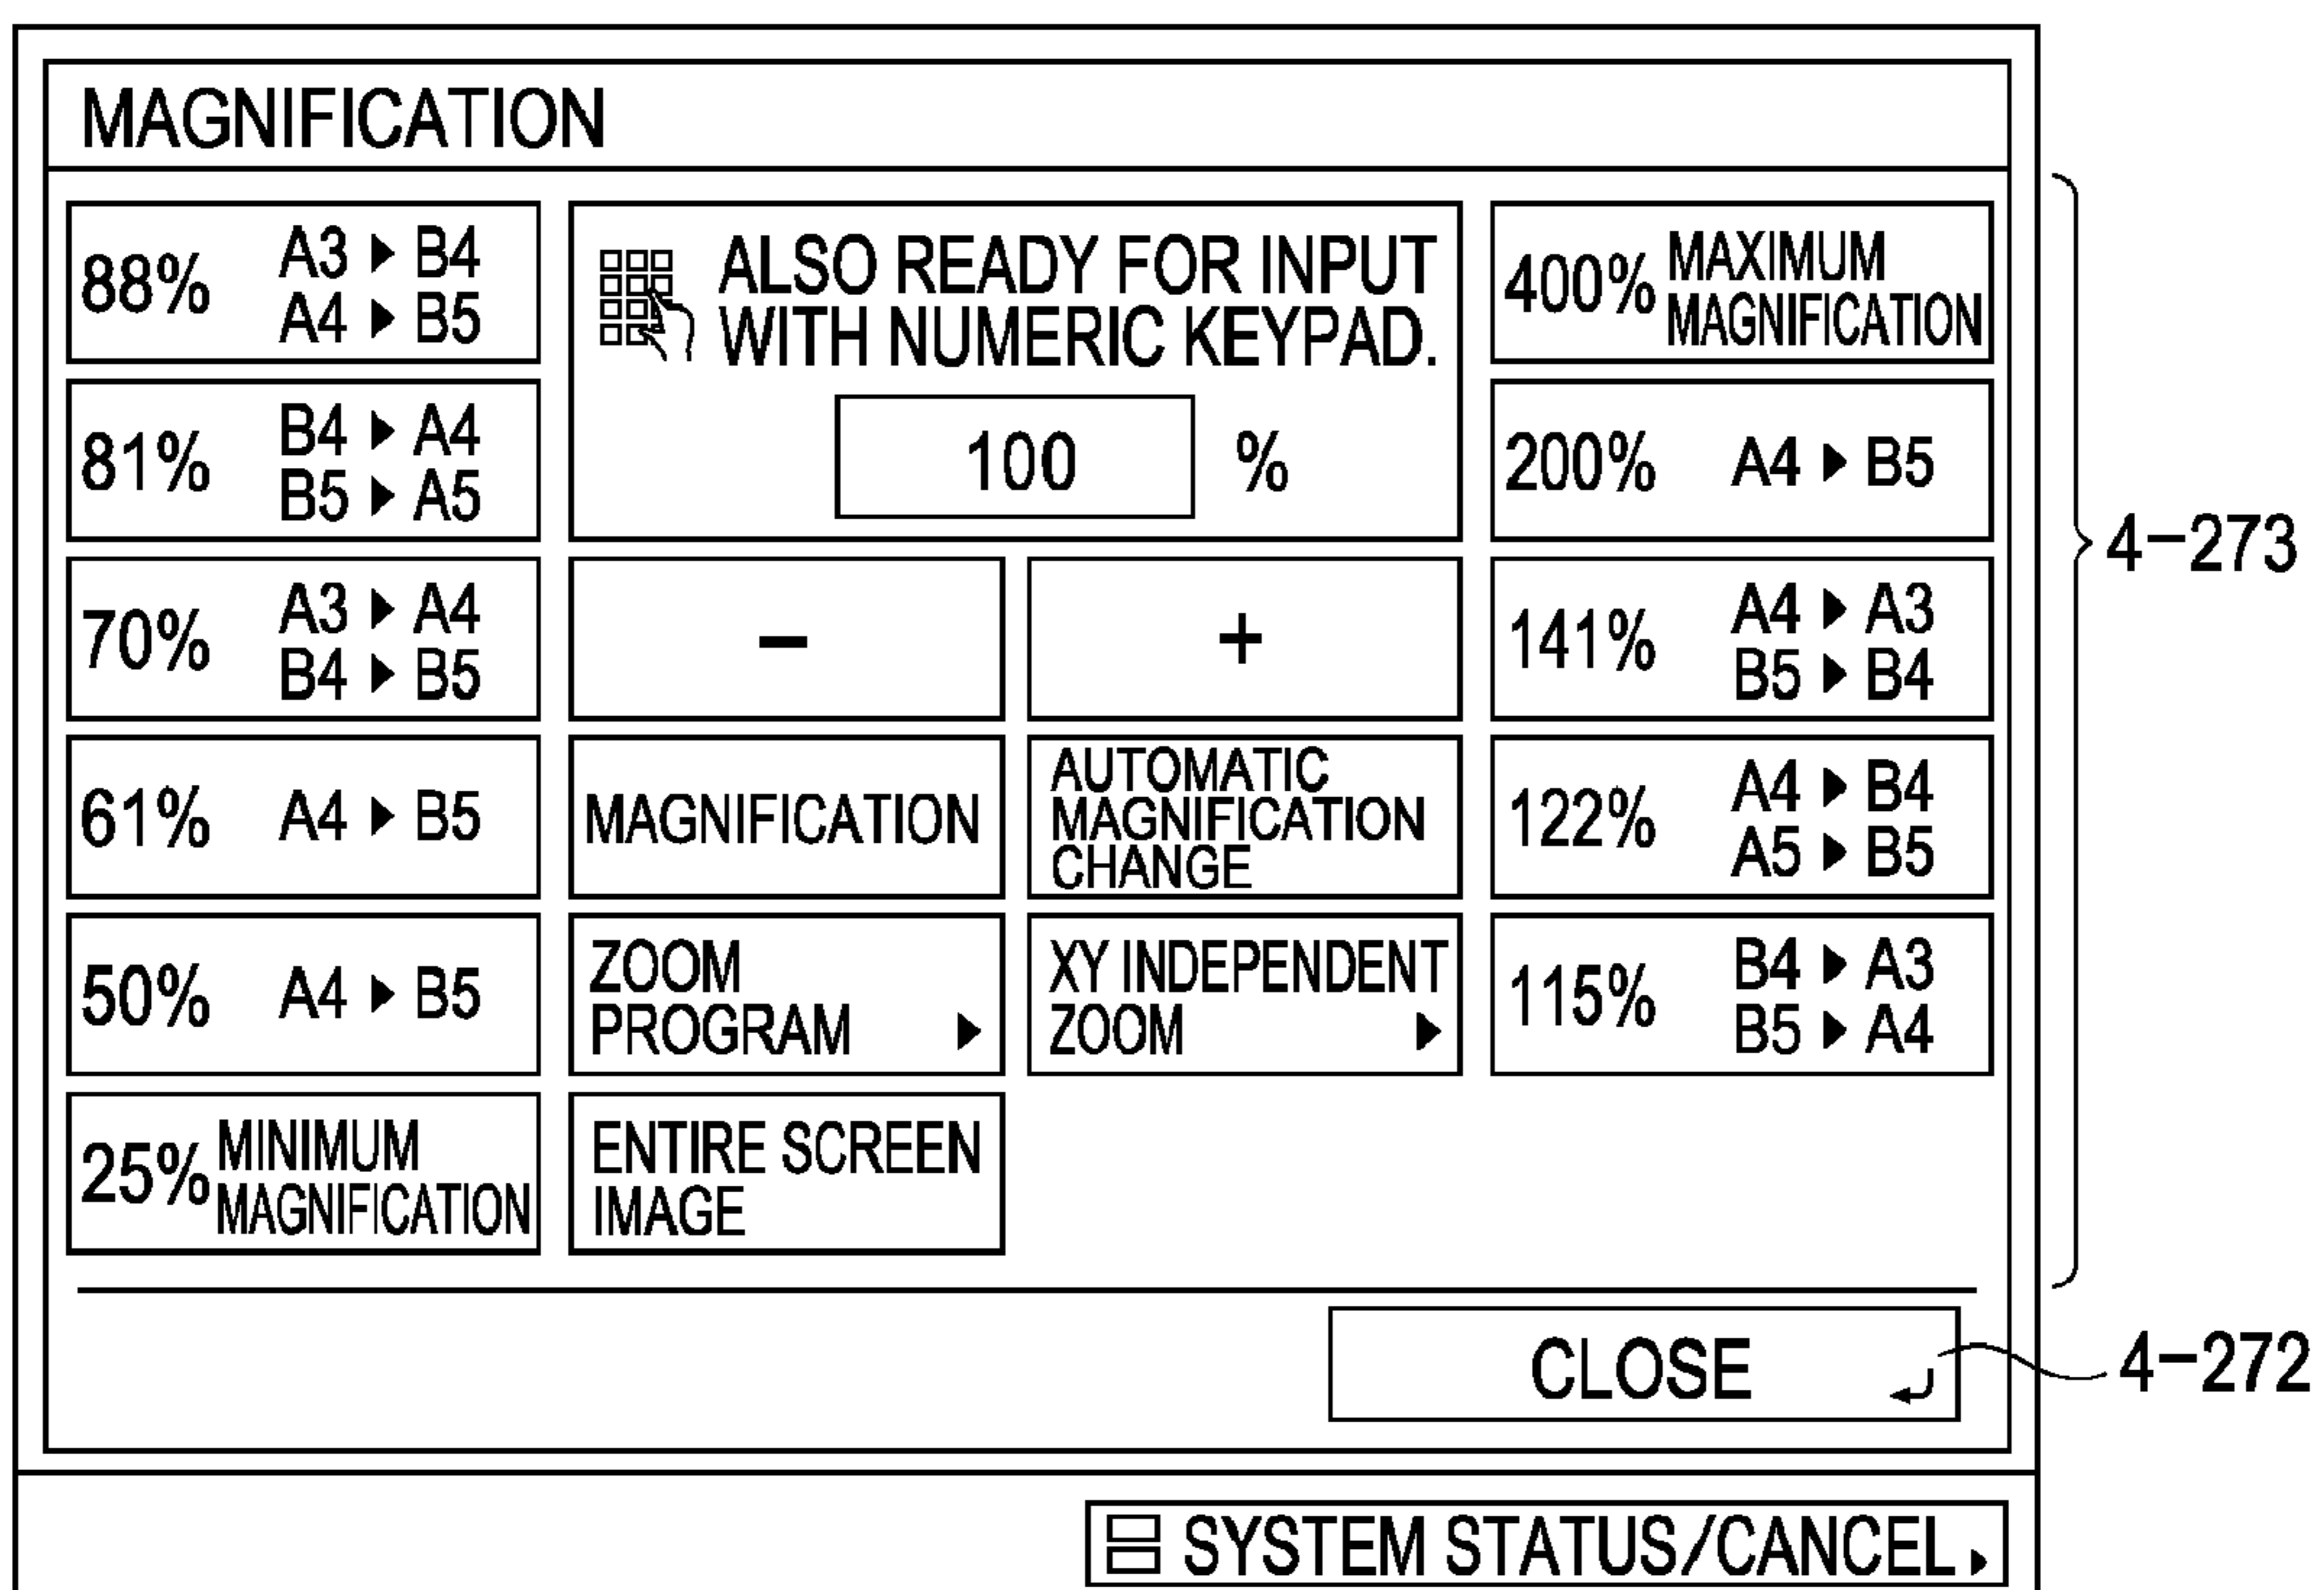 MAGNIFICATION
88% A3 ▶ B4
A4 ▶ B5
81% B4 ▶ A4
B5 ▶ A5
70% A3 ▶ A4
B4 ▶ B5
61% A4 ▶ B5
50% A4 ▶ B5
25% MINIMUM
MAGNIFICATION
ALSO READY FOR INPUT
WITH NUMERIC KEYPAD.
100 %
− +
MAGNIFICATION
AUTOMATIC
MAGNIFICATION
CHANGE
ZOOM
PROGRAM ▶
XY INDEPENDENT
ZOOM ▶
ENTIRE SCREEN
IMAGE
400% MAXIMUM
MAGNIFICATION
200% A4 ▶ B5
141% A4 ▶ A3
B5 ▶ B4
122% A4 ▶ B4
A5 ▶ B5
115% B4 ▶ A3
B5 ▶ A4
4-273
CLOSE
4-272
SYSTEM STATUS/CANCEL ▶